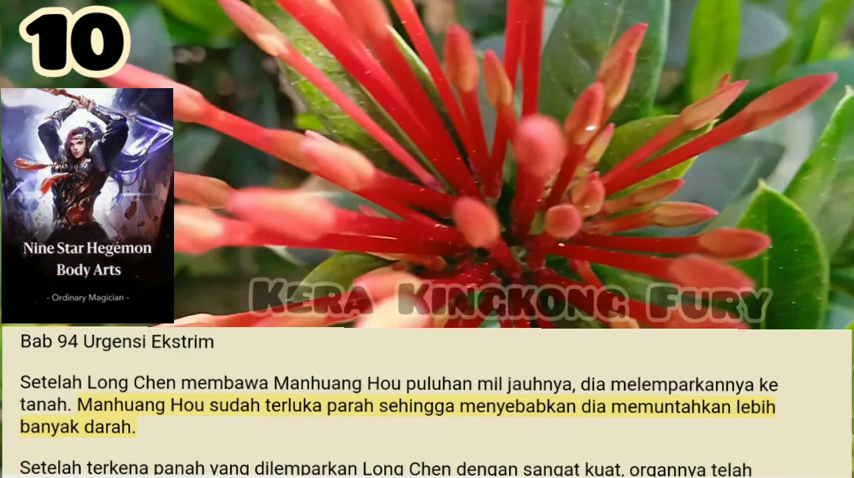 10
Nine Star Hegemon
Body Arts
- Ordinary Magician -
Kera Kingkong Fury
Bab 94 Urgensi Ekstrim
Setelah Long Chen membawa Manhuang Hou puluhan mil jauhnya, dia melemparkannya ke
tanah. Manhuang Hou sudah terluka parah sehingga menyebabkan dia memuntahkan lebih
banyak darah.
Setelah terkena panah yang dilemparkan Long Chen dengan sangat kuat, organnya telah